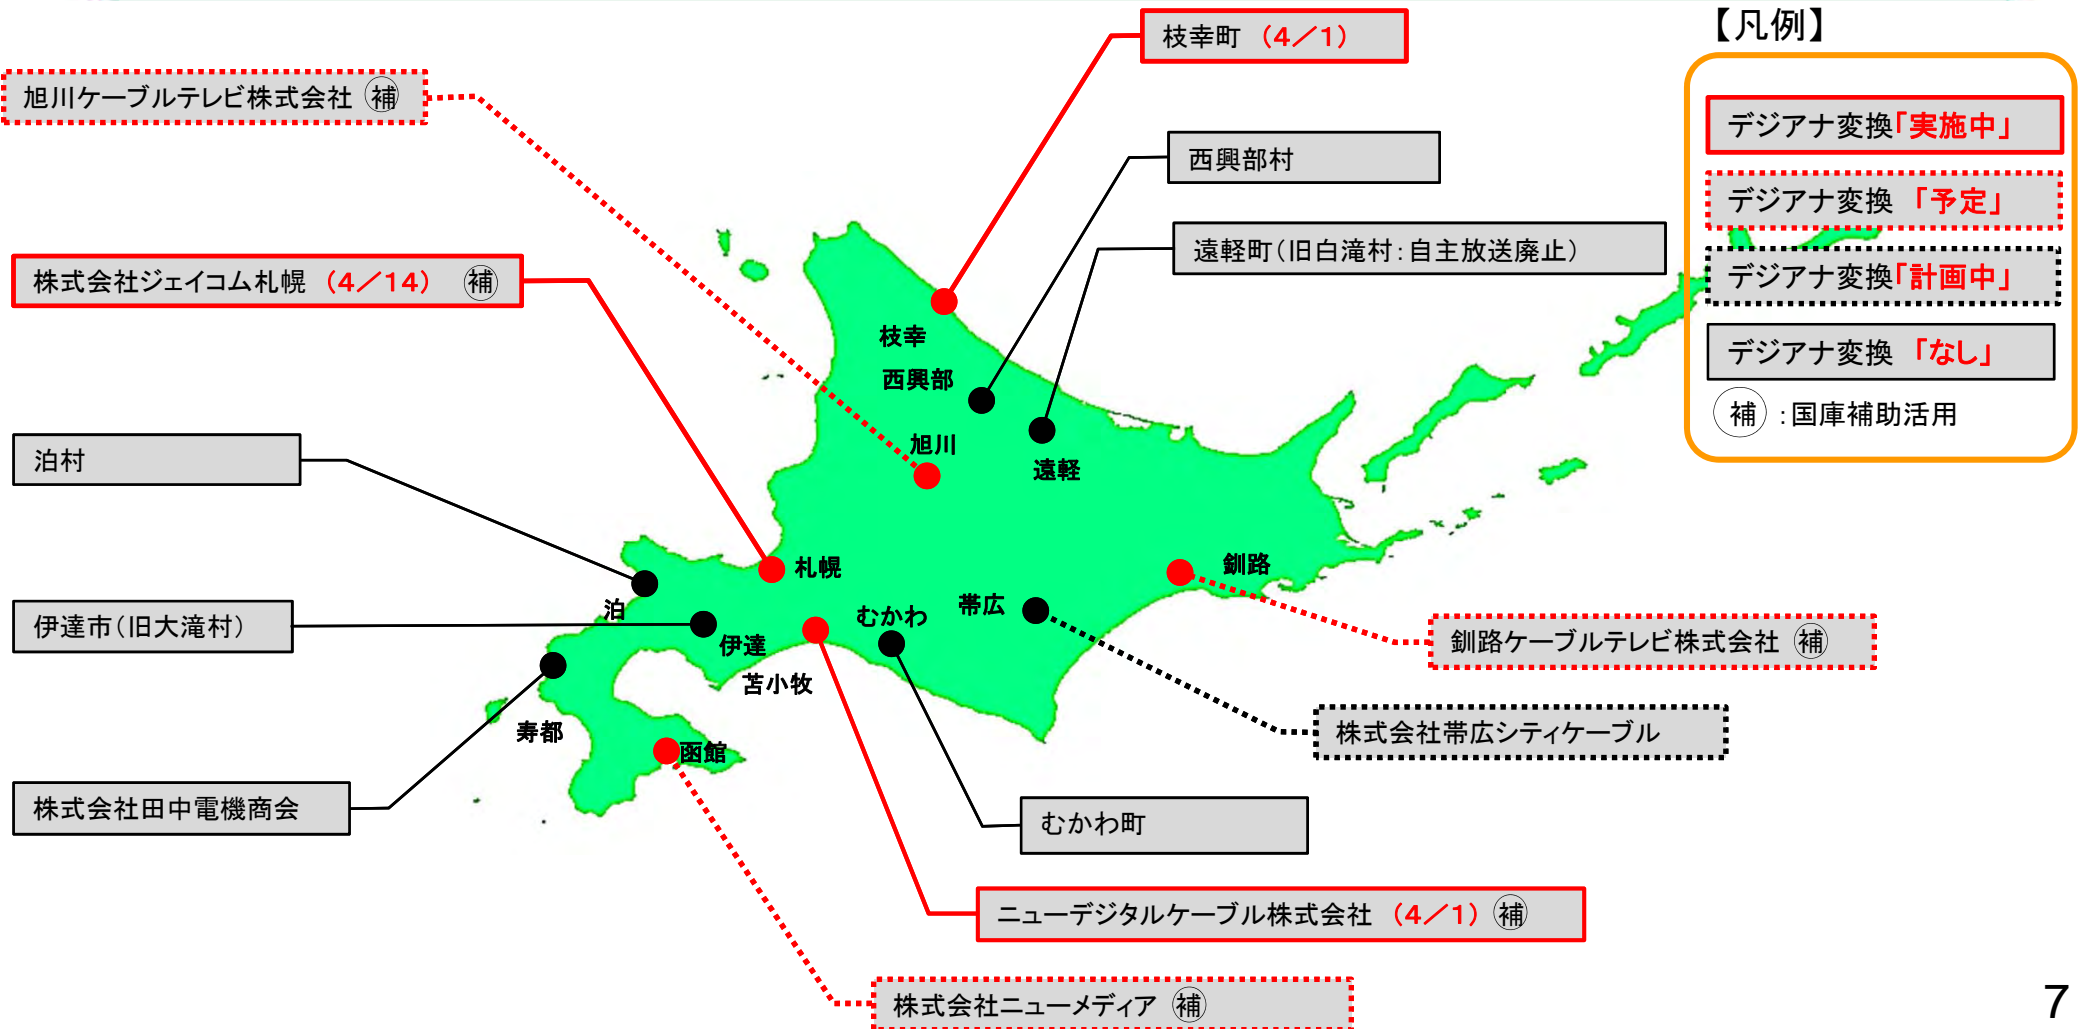 枝幸町 (4/1)
【凡例】
旭川ケーブルテレビ株式会社 補
デジアナ変換「実施中」
西興部村
デジアナ変換 「予定」
遠軽町(旧白滝村:自主放送廃止)
株式会社ジェイコム札幌 (4/14) 補
デジアナ変換「計画中」
デジアナ変換 「なし」
補:国庫補助活用
枝幸
西興部
旭川
遠軽
泊村
札幌
釧路
泊
むかわ
帯広
伊達市(旧大滝村)
伊達
釧路ケーブルテレビ株式会社 補
苫小牧
寿都
函館
株式会社帯広シティケーブル
株式会社田中電機商会
むかわ町
ニューデジタルケーブル株式会社 (4/1) 補
株式会社ニューメディア 補
7